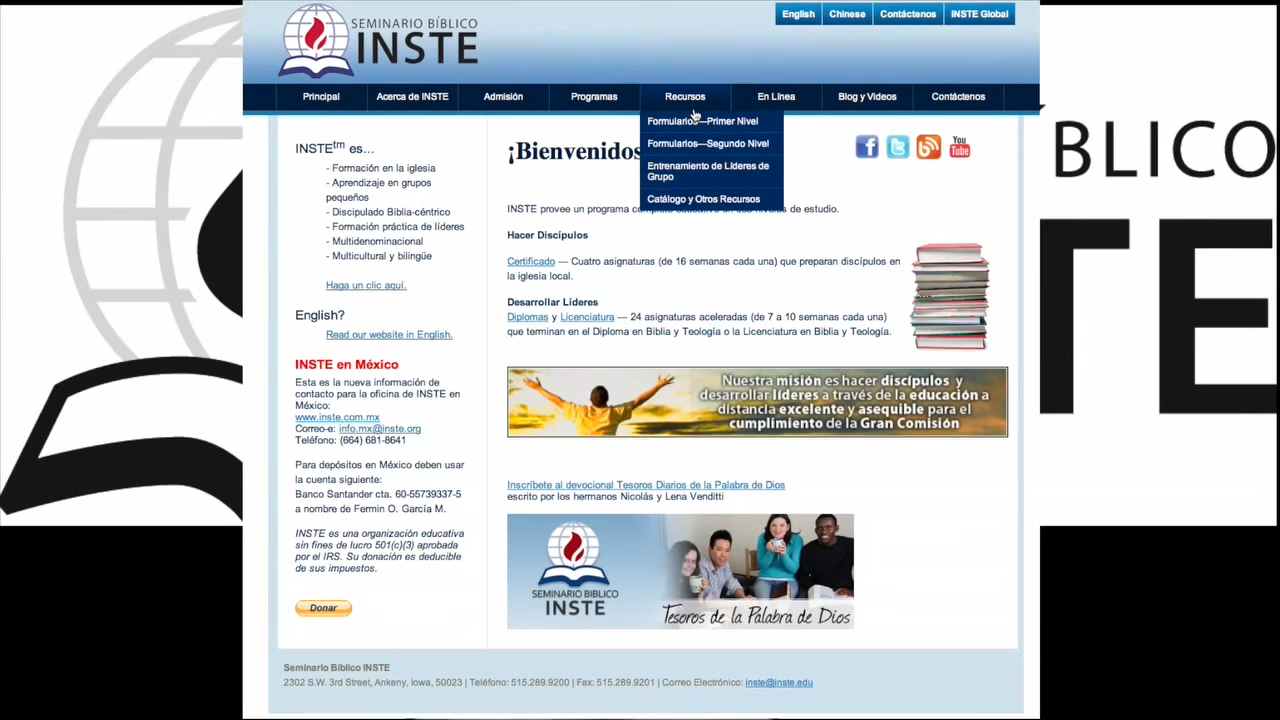 English
Chinese
Contáctenos
INSTE Global
SEMINARIO BÍBLICO
INSTE
Principal
Acerca de INSTE
Admisión
Programas
Recursos
En Línea
Blog y Videos
Contáctenos
Formularios—Primer Nivel
Formularios—Segundo Nivel
Entrenamiento de Líderes de
Grupo
Catálogo y Otros Recursos
INSTEtm es...
- Formación en la iglesia
- Aprendizaje en grupos
pequeños
- Discipulado Biblia-céntrico
- Formación práctica de líderes
- Multidenominacional
- Multicultural y bilingüe
Haga un clic aquí.
English?
Read our website in English.
INSTE en México
Esta es la nueva información de
contacto para la oficina de INSTE en
México:
www.inste.com.mx
Correo-e: info.mx@inste.org
Teléfono: (664) 681-8641
Para depósitos en México deben usar
la cuenta siguiente:
Banco Santander cta. 60-55739337-5
a nombre de Fermin O. García M.
INSTE es una organización educativa
sin fines de lucro 501(c)(3) aprobada
por el IRS. Su donación es deducible
de sus impuestos.
Donar
¡Bienvenidos
You
Tube
INSTE provee un programa de estudio.
Hacer Discípulos
Certificado — Cuatro asignaturas (de 16 semanas cada una) que preparan discípulos en
la iglesia local.
Desarrollar Líderes
Diplomas y Licenciatura — 24 asignaturas aceleradas (de 7 a 10 semanas cada una)
que terminan en el Diploma en Biblia y Teología o la Licenciatura en Biblia y Teología.
Nuestra misión es hacer discípulos y
desarrollar líderes a través de la educación a
distancia excelente y asequible para el
cumplimiento de la Gran Comisión
Inscríbete al devocional Tesoros Diarios de la Palabra de Dios
escrito por los hermanos Nicolás y Lena Venditti
SEMINARIO BÍBLICO
INSTE
Tesoros de la Palabra de Dios
Seminario Bíblico INSTE
2302 S.W. 3rd Street, Ankeny, Iowa, 50023 | Teléfono: 515.289.9200 | Fax: 515.289.9201 | Correo Electrónico: inste@inste.edu
BLICO
TE